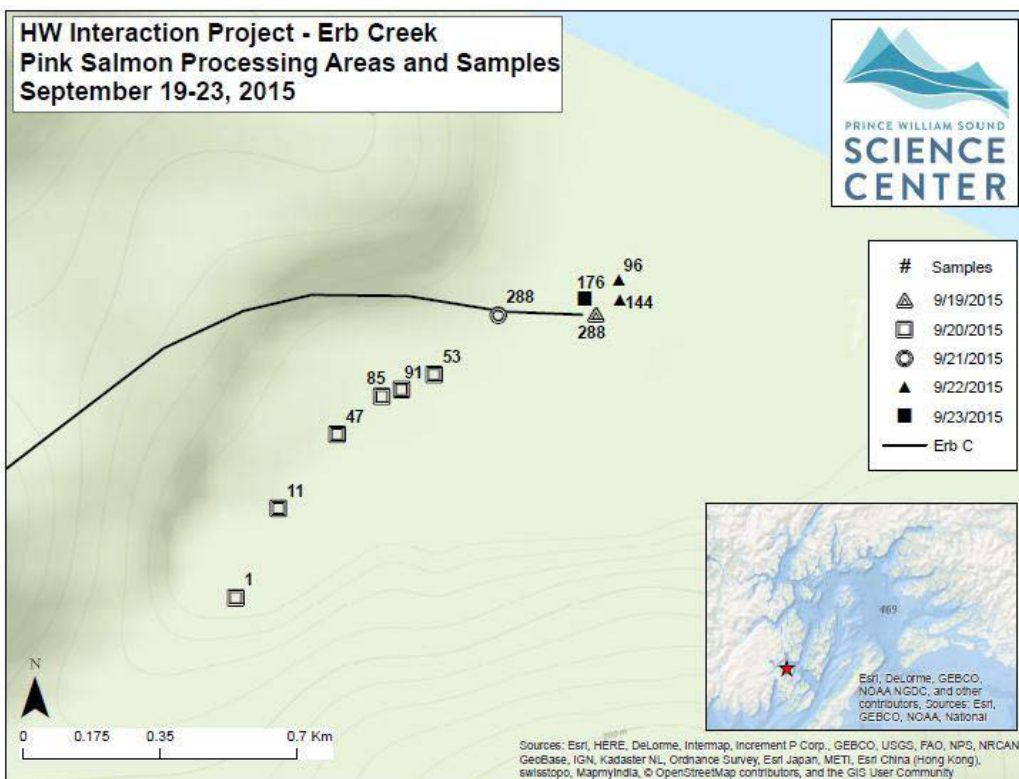 HW Interaction Project - Erb Creek
Pink Salmon Processing Areas and Samples
September 19-23, 2015
PRINCE WILLIAM SOUND
SCIENCE
CENTER
# Samples
9/19/2015
9/20/2015
9/21/2015
9/22/2015
9/23/2015
Erb C
96
176
144
288
288
53
91
85
47
11
1
469
Esri, DeLorme, GEBCO,
NOAA NGDC, and other
contributors, Sources: Esri,
GEBCO, NOAA, National
N
0 0.175 0.35 0.7 Km
Sources: Esri, HERE, DeLorme, Intermap, increment P Corp., GEBCO, USGS, FAO, NPS, NRCAN,
GeoBase, IGN, Kadaster NL, Ordnance Survey, Esri Japan, METI, Esri China (Hong Kong),
swisstopo, MapmyIndia, © OpenStreetMap contributors, and the GIS User Community